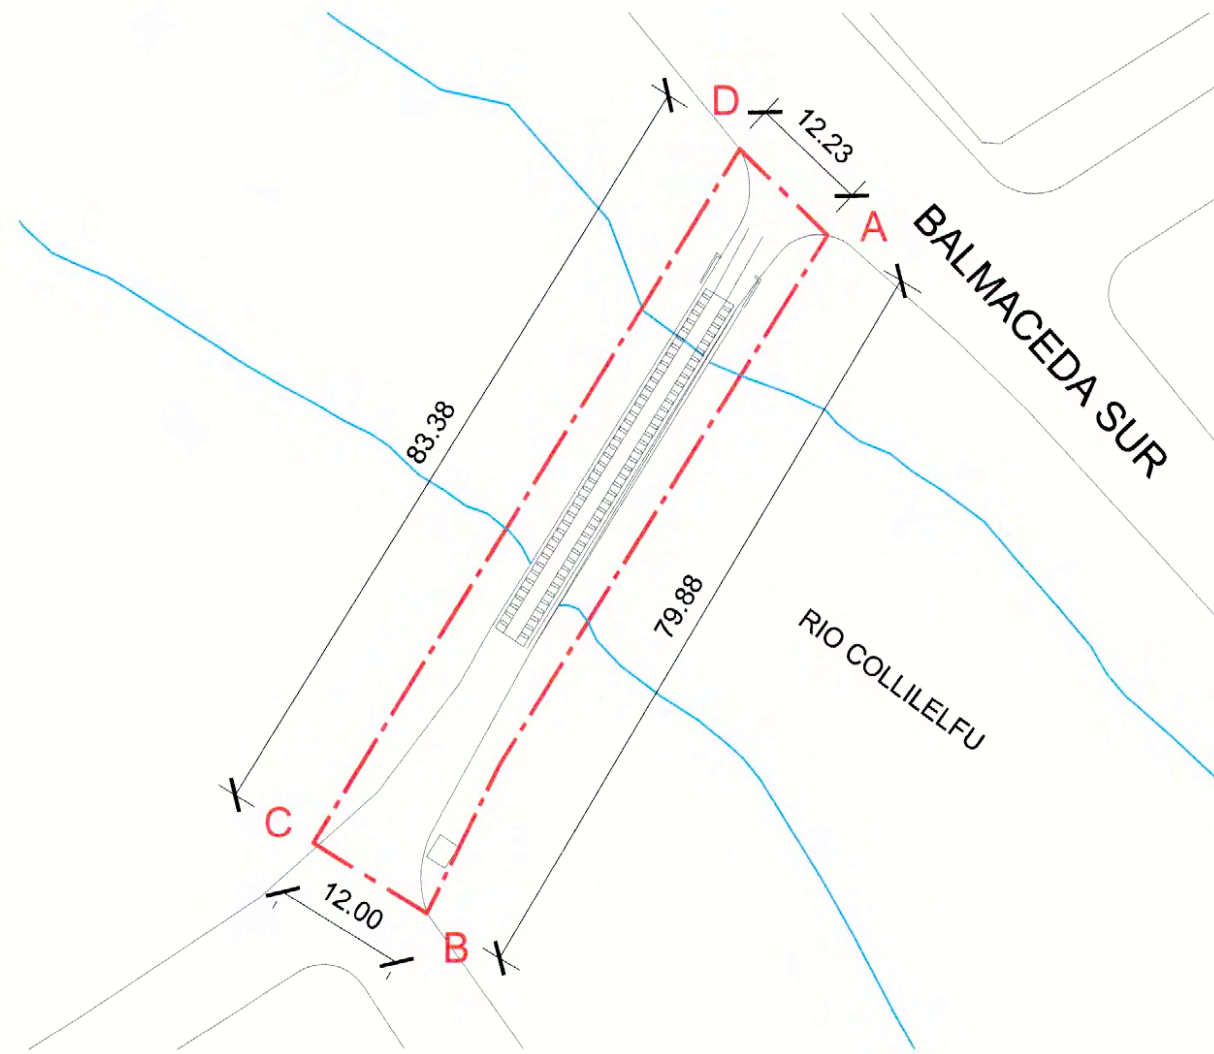 D
12.23
A
BALMACEDA SUR
83.38
79.88
RIO COLLILELFU
C
12.00
B